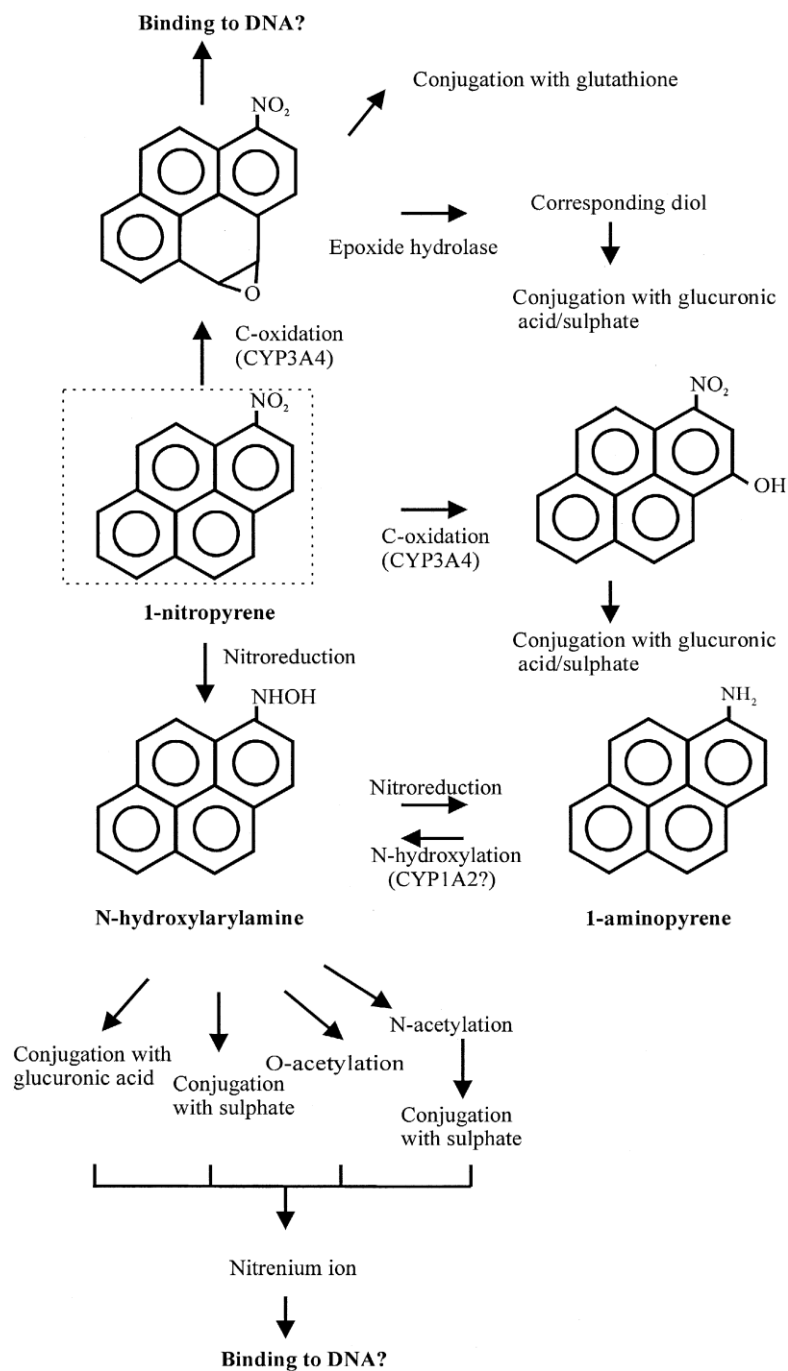 Binding to DNA?
Conjugation with glutathione
NO2
Corresponding diol
Epoxide hydrolase
O
Conjugation with glucuronic
acid/sulphate
C-oxidation
(CYP3A4)
NO2
NO2
OH
C-oxidation
(CYP3A4)
1-nitropyrene
Conjugation with glucuronic
acid/sulphate
Nitroreduction
NHOH
NH2
Nitroreduction
N-hydroxylation
(CYP1A2?)
N-hydroxylarylamine
1-aminopyrene
Conjugation with
glucuronic acid
Conjugation
with sulphate
O-acetylation
N-acetylation
Conjugation
with sulphate
Nitrenium ion
Binding to DNA?